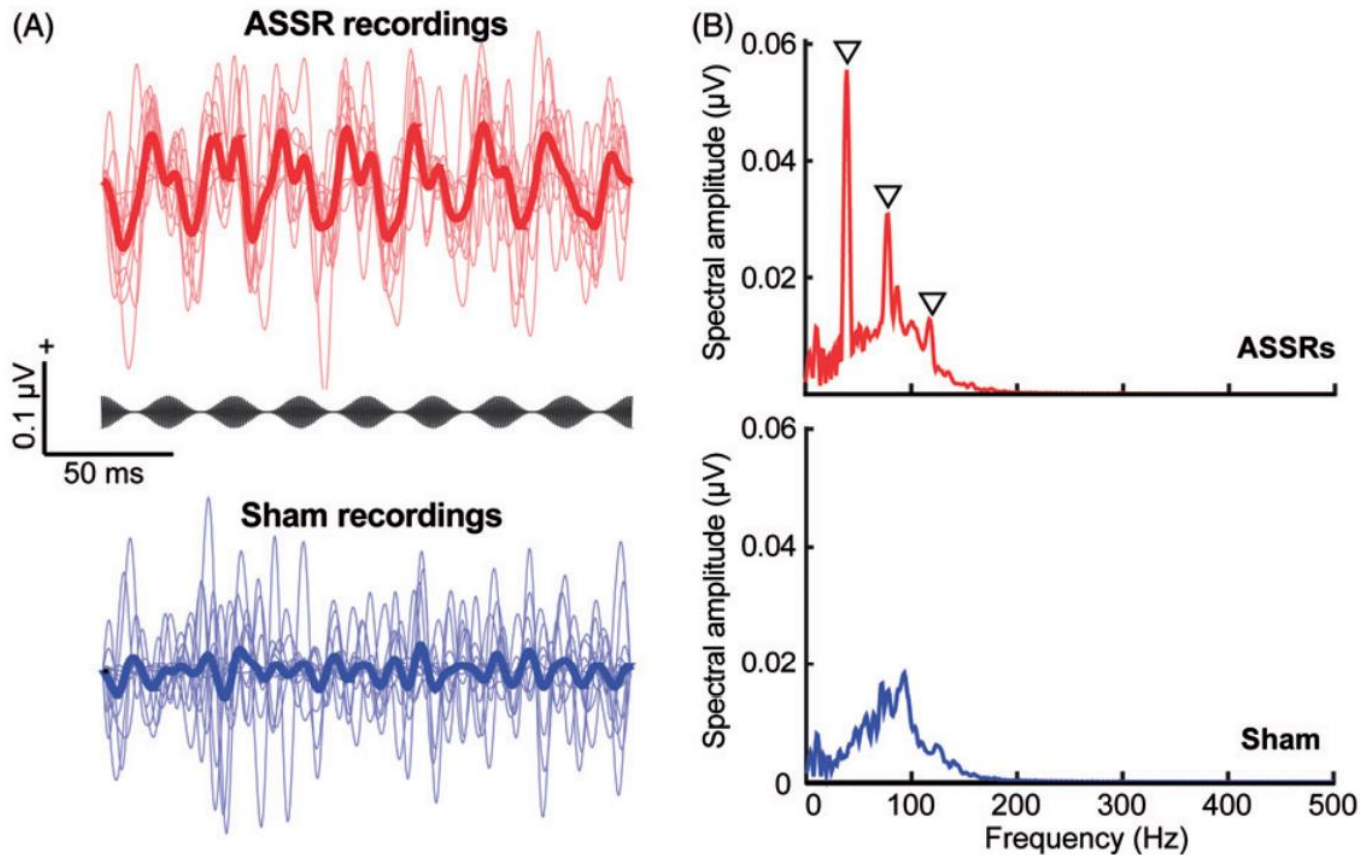 (A)
ASSR recordings
+
0.1 µV
50 ms
Sham recordings
(B)
0.06
0.04
0.02
Spectral amplitude (µV)
ASSRs
0.06
0.04
0.02
0
Spectral amplitude (µV)
Sham
0 100 200 300 400 500
Frequency (Hz)